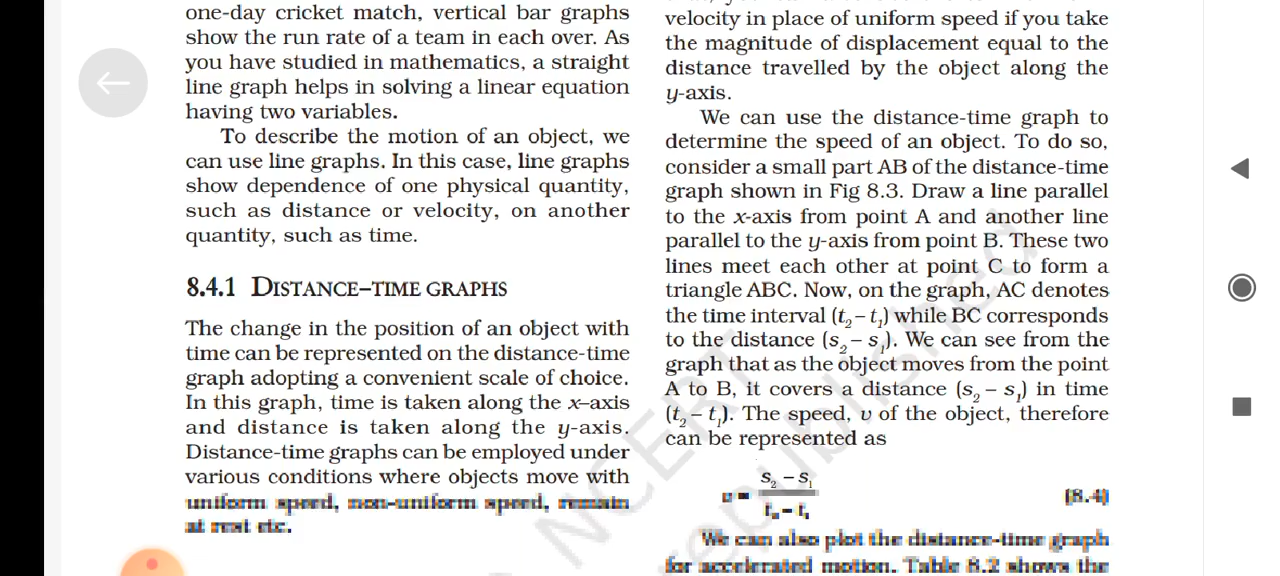 one-day cricket match, vertical bar graphs
show the run rate of a team in each over. As
you have studied in mathematics, a straight
line graph helps in solving a linear equation
having two variables.
To describe the motion of an object, we
can use line graphs. In this case, line graphs
show dependence of one physical quantity,
such as distance or velocity, on another
quantity, such as time.
8.4.1 DISTANCE–TIME GRAPHS
The change in the position of an object with
time can be represented on the distance-time
graph adopting a convenient scale of choice.
In this graph, time is taken along the x–axis
and distance is taken along the y-axis.
Distance-time graphs can be employed under
various conditions where objects move with
uniform speed, non-uniform speed, remain
at rest etc.
velocity in place of uniform speed if you take
the magnitude of displacement equal to the
distance travelled by the object along the
y-axis.
We can use the distance-time graph to
determine the speed of an object. To do so,
consider a small part AB of the distance-time
graph shown in Fig 8.3. Draw a line parallel
to the x-axis from point A and another line
parallel to the y-axis from point B. These two
lines meet each other at point C to form a
triangle ABC. Now, on the graph, AC denotes
the time interval (t₂ – t₁) while BC corresponds
to the distance (s₂ – s₁). We can see from the
graph that as the object moves from the point
A to B, it covers a distance (s₂ – s₁) in time
(t₂ – t₁). The speed, v of the object, therefore
can be represented as
s₂ – s₁
v =
(8.4)
t₂ – t₁
We can also plot the distance-time graph
for accelerated motion. Table 8.2 shows the
NCERT
republished